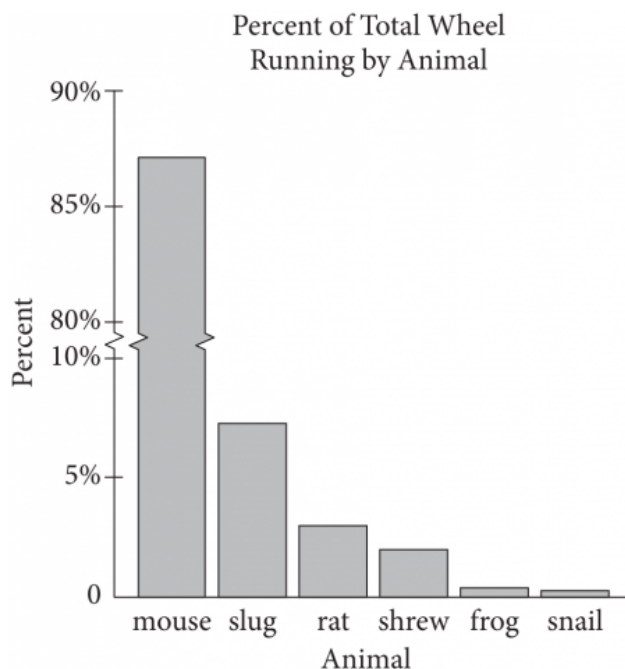 Percent of Total Wheel
Running by Animal
90%
85%
80%
10%
5%
0
Percent
mouse slug rat shrew frog snail
Animal